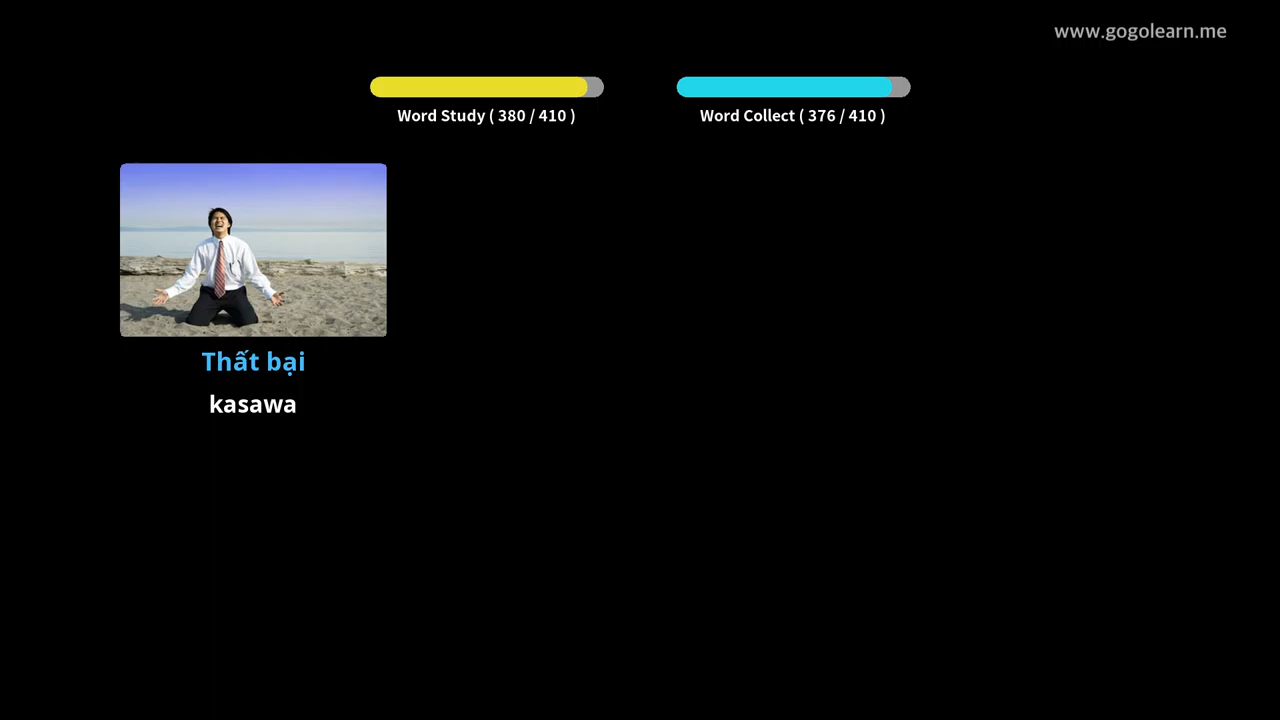 www.gogolearn.me
Word Study ( 380 / 410 )
Word Collect ( 376 / 410 )
Thất bại
kasawa